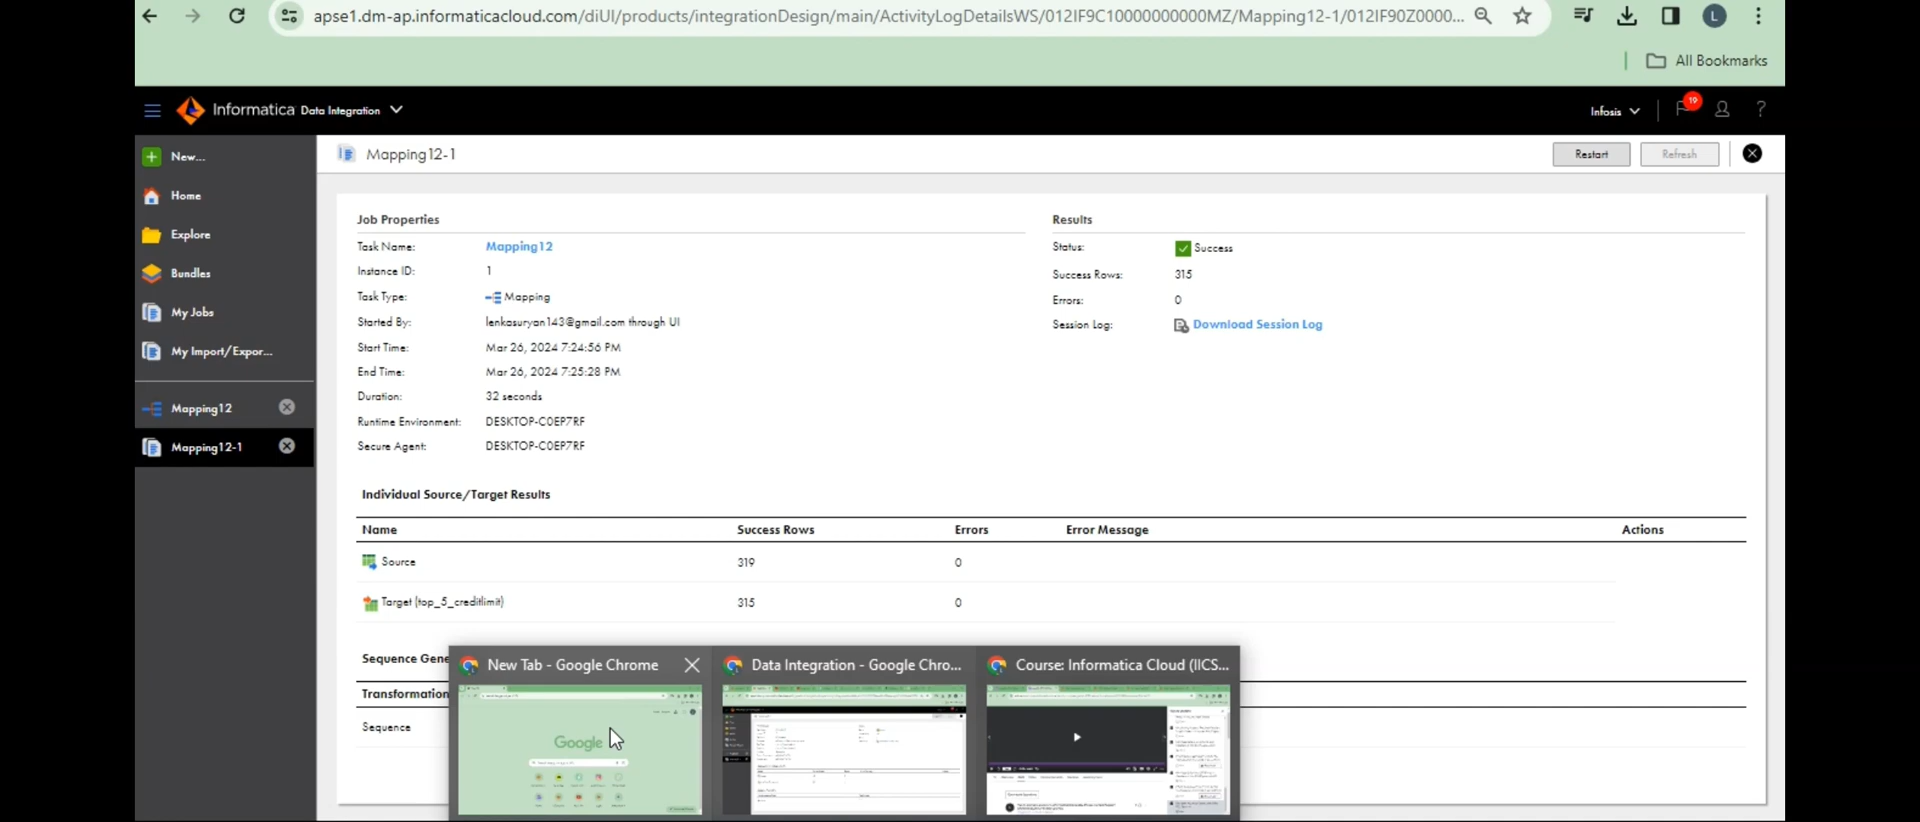 apse1.dm-ap.informaticacloud.com/diUI/products/integrationDesign/main/ActivityLogDetailsWS/012IF9C10000000000MZ/Mapping12-1/012IF90Z0000...
L
All Bookmarks
Informatica Data Integration
Infosis
19
?
New...
Home
Explore
Bundles
My Jobs
My Import/Expor...
Mapping12
Mapping12-1
Mapping12-1
Restart
Refresh
Job Properties
Task Name: Mapping12
Instance ID: 1
Task Type: Mapping
Started By: lenkasuryan143@gmail.com through UI
Start Time: Mar 26, 2024 7:24:56 PM
End Time: Mar 26, 2024 7:25:28 PM
Duration: 32 seconds
Runtime Environment: DESKTOP-C0EP7RF
Secure Agent: DESKTOP-C0EP7RF
Results
Status: Success
Success Rows: 315
Errors: 0
Session Log: Download Session Log
Individual Source/Target Results
Name Success Rows Errors Error Message Actions
Source 319 0
Target (top_5_creditlimit) 315 0
Sequence Gene
Transformation
Sequence
New Tab - Google Chrome
Data Integration - Google Chro...
Course: Informatica Cloud (IICS...
Google